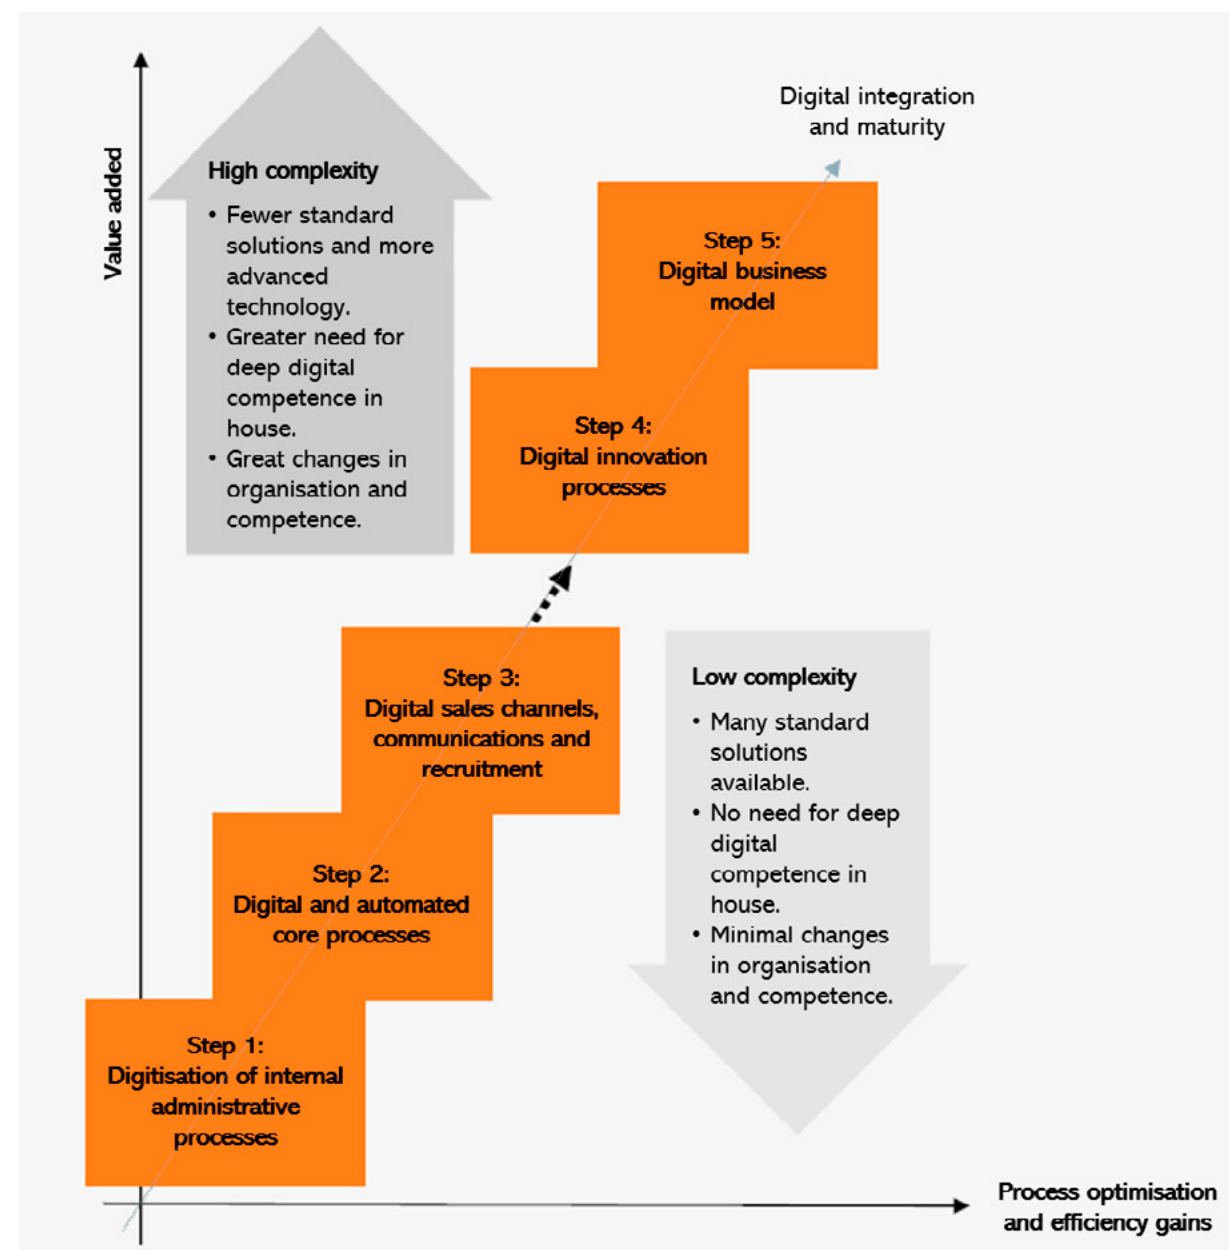 Value added
High complexity
• Fewer standard
solutions and more
advanced
technology.
• Greater need for
deep digital
competence in
house.
• Great changes in
organisation and
competence.
Digital integration
and maturity
Step 5:
Digital business
model
Step 4:
Digital innovation
processes
Step 3:
Digital sales channels,
communications and
recruitment
Step 2:
Digital and automated
core processes
Step 1:
Digitisation of internal
administrative
processes
Low complexity
• Many standard
solutions
available.
• No need for deep
digital
competence in
house.
• Minimal changes
in organisation
and competence.
Process optimisation
and efficiency gains